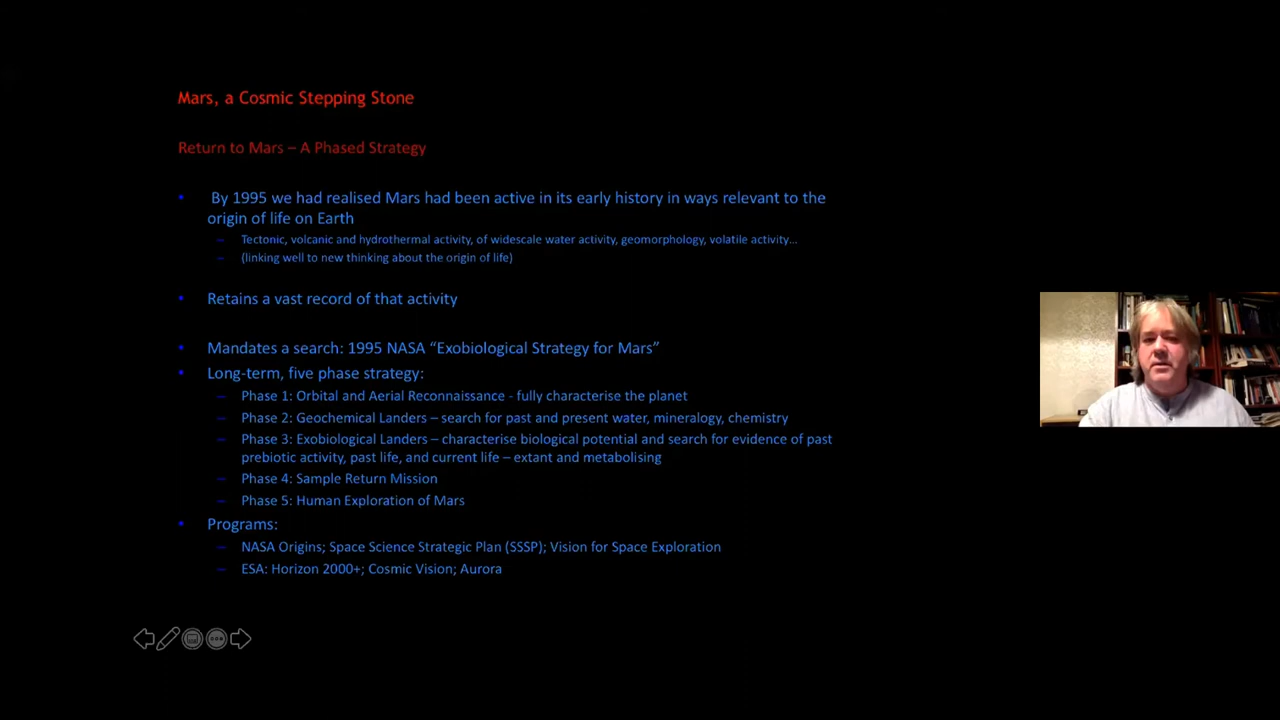 Mars, a Cosmic Stepping Stone
Return to Mars – A Phased Strategy
• By 1995 we had realised Mars had been active in its early history in ways relevant to the
origin of life on Earth
– Tectonic, volcanic and hydrothermal activity, of widescale water activity, geomorphology, volatile activity…
– (linking well to new thinking about the origin of life)
• Retains a vast record of that activity
• Mandates a search: 1995 NASA “Exobiological Strategy for Mars”
• Long-term, five phase strategy:
– Phase 1: Orbital and Aerial Reconnaissance - fully characterise the planet
– Phase 2: Geochemical Landers – search for past and present water, mineralogy, chemistry
– Phase 3: Exobiological Landers – characterise biological potential and search for evidence of past
prebiotic activity, past life, and current life – extant and metabolising
– Phase 4: Sample Return Mission
– Phase 5: Human Exploration of Mars
• Programs:
– NASA Origins; Space Science Strategic Plan (SSSP); Vision for Space Exploration
– ESA: Horizon 2000+; Cosmic Vision; Aurora